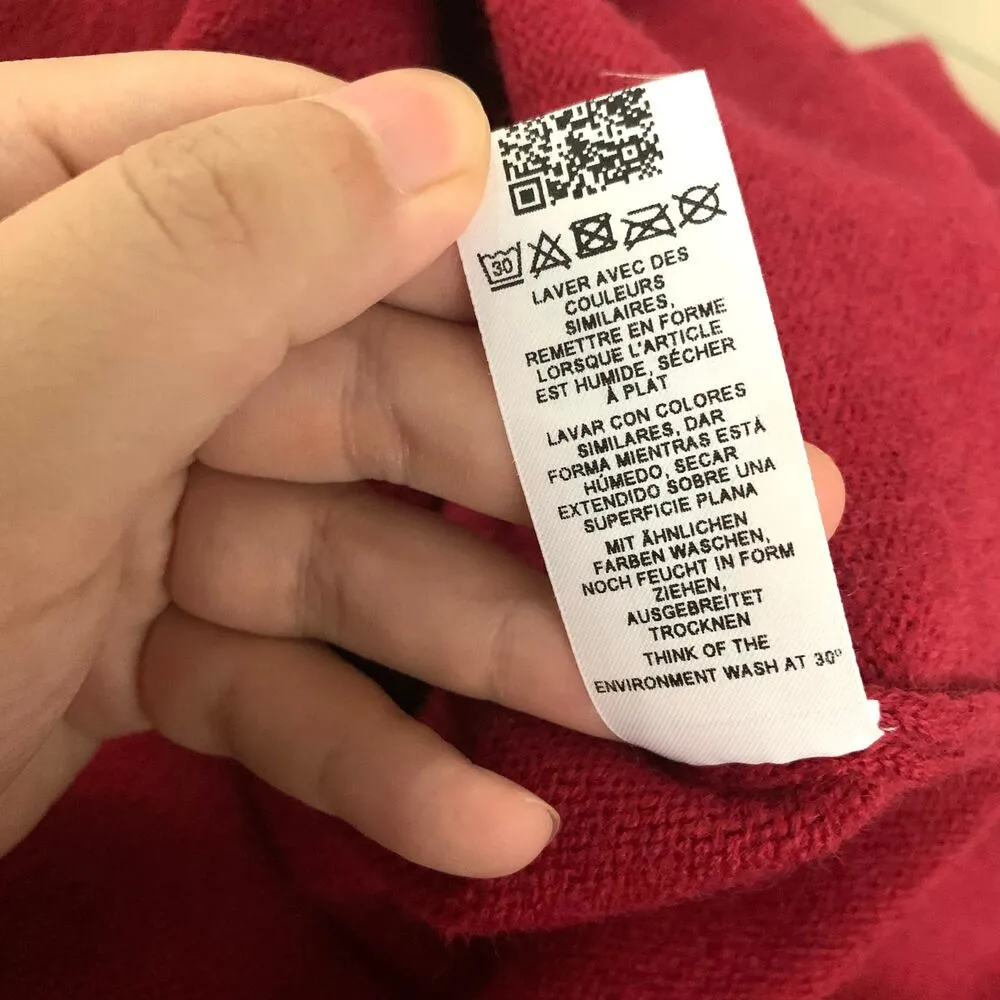 30
LAVER AVEC DES
COULEURS
SIMILAIRES,
REMETTRE EN FORME
LORSQUE L'ARTICLE
EST HUMIDE, SÉCHER
À PLAT
LAVAR CON COLORES
SIMILARES, DAR
FORMA MIENTRAS ESTÁ
HÚMEDO, SECAR
EXTENDIDO SOBRE UNA
SUPERFICIE PLANA
MIT ÄHNLICHEN
FARBEN WASCHEN,
NOCH FEUCHT IN FORM
ZIEHEN,
AUSGEBREITET
TROCKNEN
THINK OF THE
ENVIRONMENT WASH AT 30°